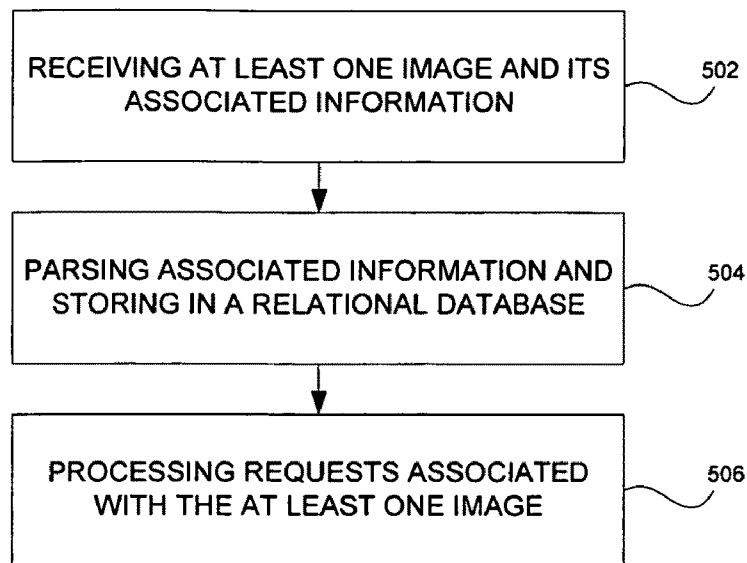 RECEIVING AT LEAST ONE IMAGE AND ITS
ASSOCIATED INFORMATION
502
PARSING ASSOCIATED INFORMATION AND
STORING IN A RELATIONAL DATABASE
504
PROCESSING REQUESTS ASSOCIATED
WITH THE AT LEAST ONE IMAGE
506